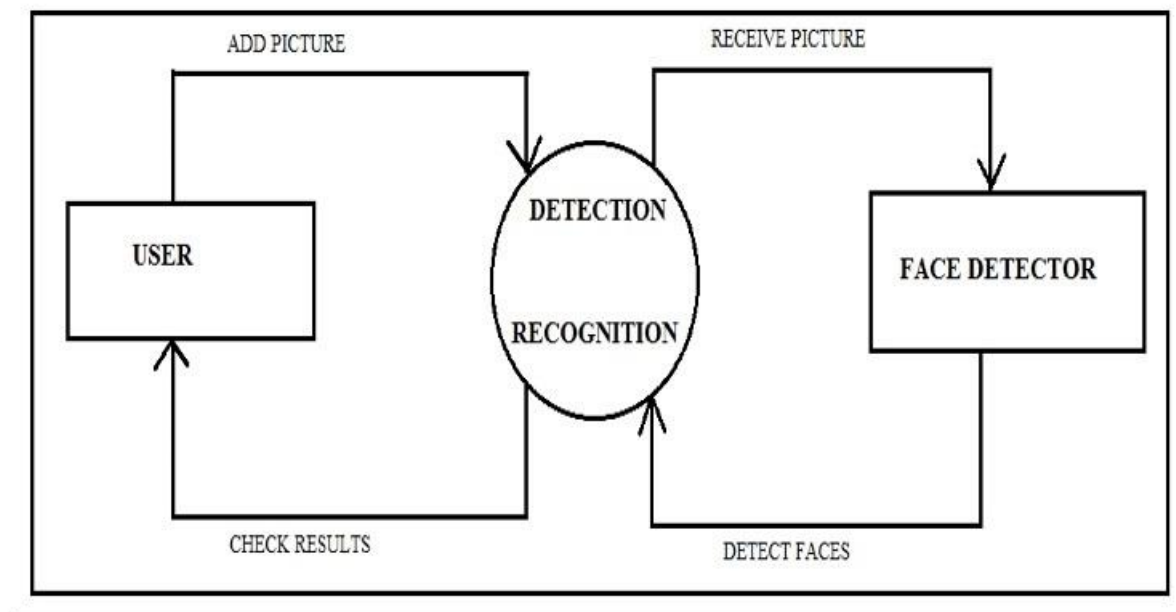 ADD PICTURE
RECEIVE PICTURE
DETECTION
USER
FACE DETECTOR
RECOGNITION
CHECK RESULTS
DETECT FACES